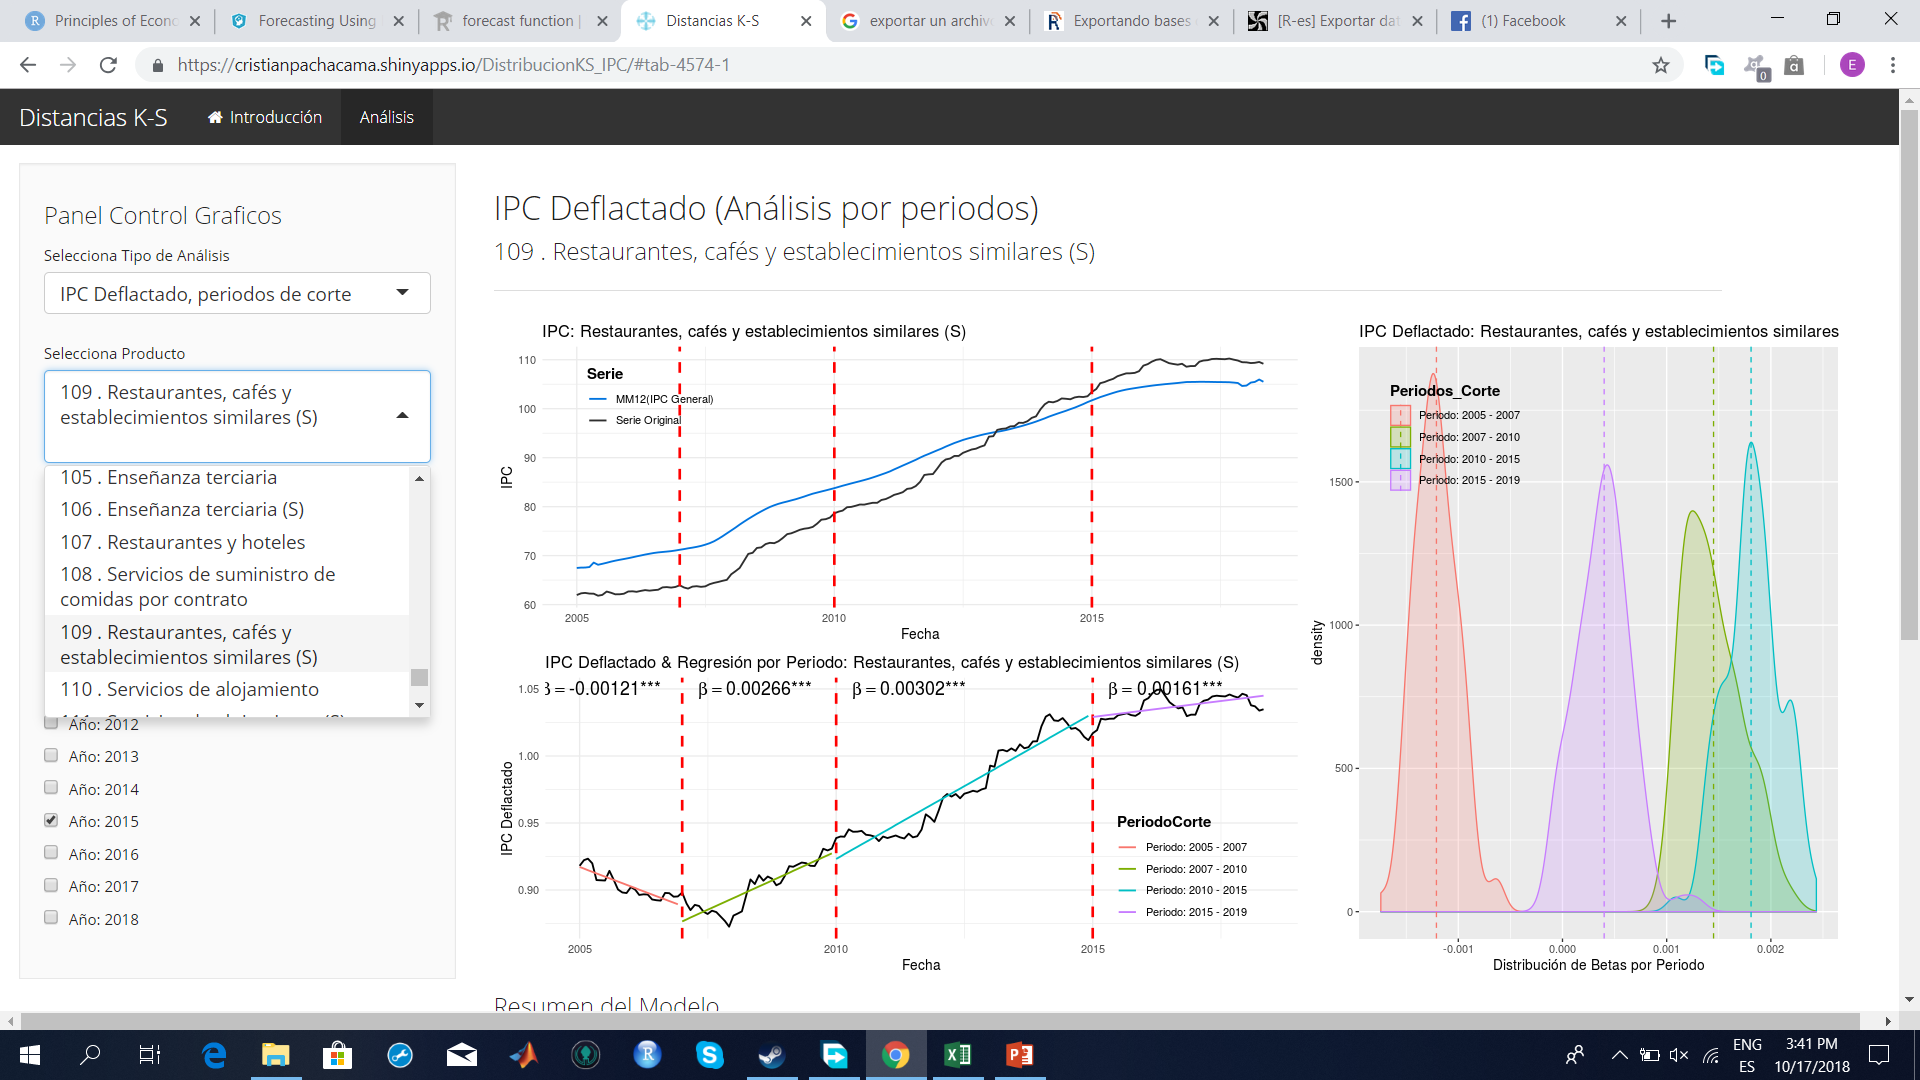 Principles of Econo
Forecasting Using
forecast function |
Distancias K-S
exportar un archivo
Exportando bases
[R-es] Exportar dat
(1) Facebook
https://cristianpachacama.shinyapps.io/DistribucionKS_IPC/#tab-4574-1
0
E
Distancias K-S
Introducción
Análisis
Panel Control Graficos
Selecciona Tipo de Análisis
IPC Deflactado, periodos de corte
Selecciona Producto
109 . Restaurantes, cafés y
establecimientos similares (S)
105 . Enseñanza terciaria
106 . Enseñanza terciaria (S)
107 . Restaurantes y hoteles
108 . Servicios de suministro de
comidas por contrato
109 . Restaurantes, cafés y
establecimientos similares (S)
110 . Servicios de alojamiento
Año: 2012
Año: 2013
Año: 2014
Año: 2015
Año: 2016
Año: 2017
Año: 2018
IPC Deflactado (Análisis por periodos)
109 . Restaurantes, cafés y establecimientos similares (S)
IPC: Restaurantes, cafés y establecimientos similares (S)
Serie
MM12(IPC General)
Serie Original
110
100
90
80
70
60
IPC
2005
2010
2015
Fecha
IPC Deflactado & Regresión por Periodo: Restaurantes, cafés y establecimientos similares (S)
β = -0.00121***
β = 0.00266***
β = 0.00302***
β = 0.00161***
1.05
1.00
0.95
0.90
IPC Deflactado
PeriodoCorte
Periodo: 2005 - 2007
Periodo: 2007 - 2010
Periodo: 2010 - 2015
Periodo: 2015 - 2019
2005
2010
2015
Fecha
IPC Deflactado: Restaurantes, cafés y establecimientos similares
Periodos_Corte
Periodo: 2005 - 2007
Periodo: 2007 - 2010
Periodo: 2010 - 2015
Periodo: 2015 - 2019
1500
1000
500
0
density
-0.001
0.000
0.001
0.002
Distribución de Betas por Periodo
Resumen del Modelo
ENG
ES
3:41 PM
10/17/2018